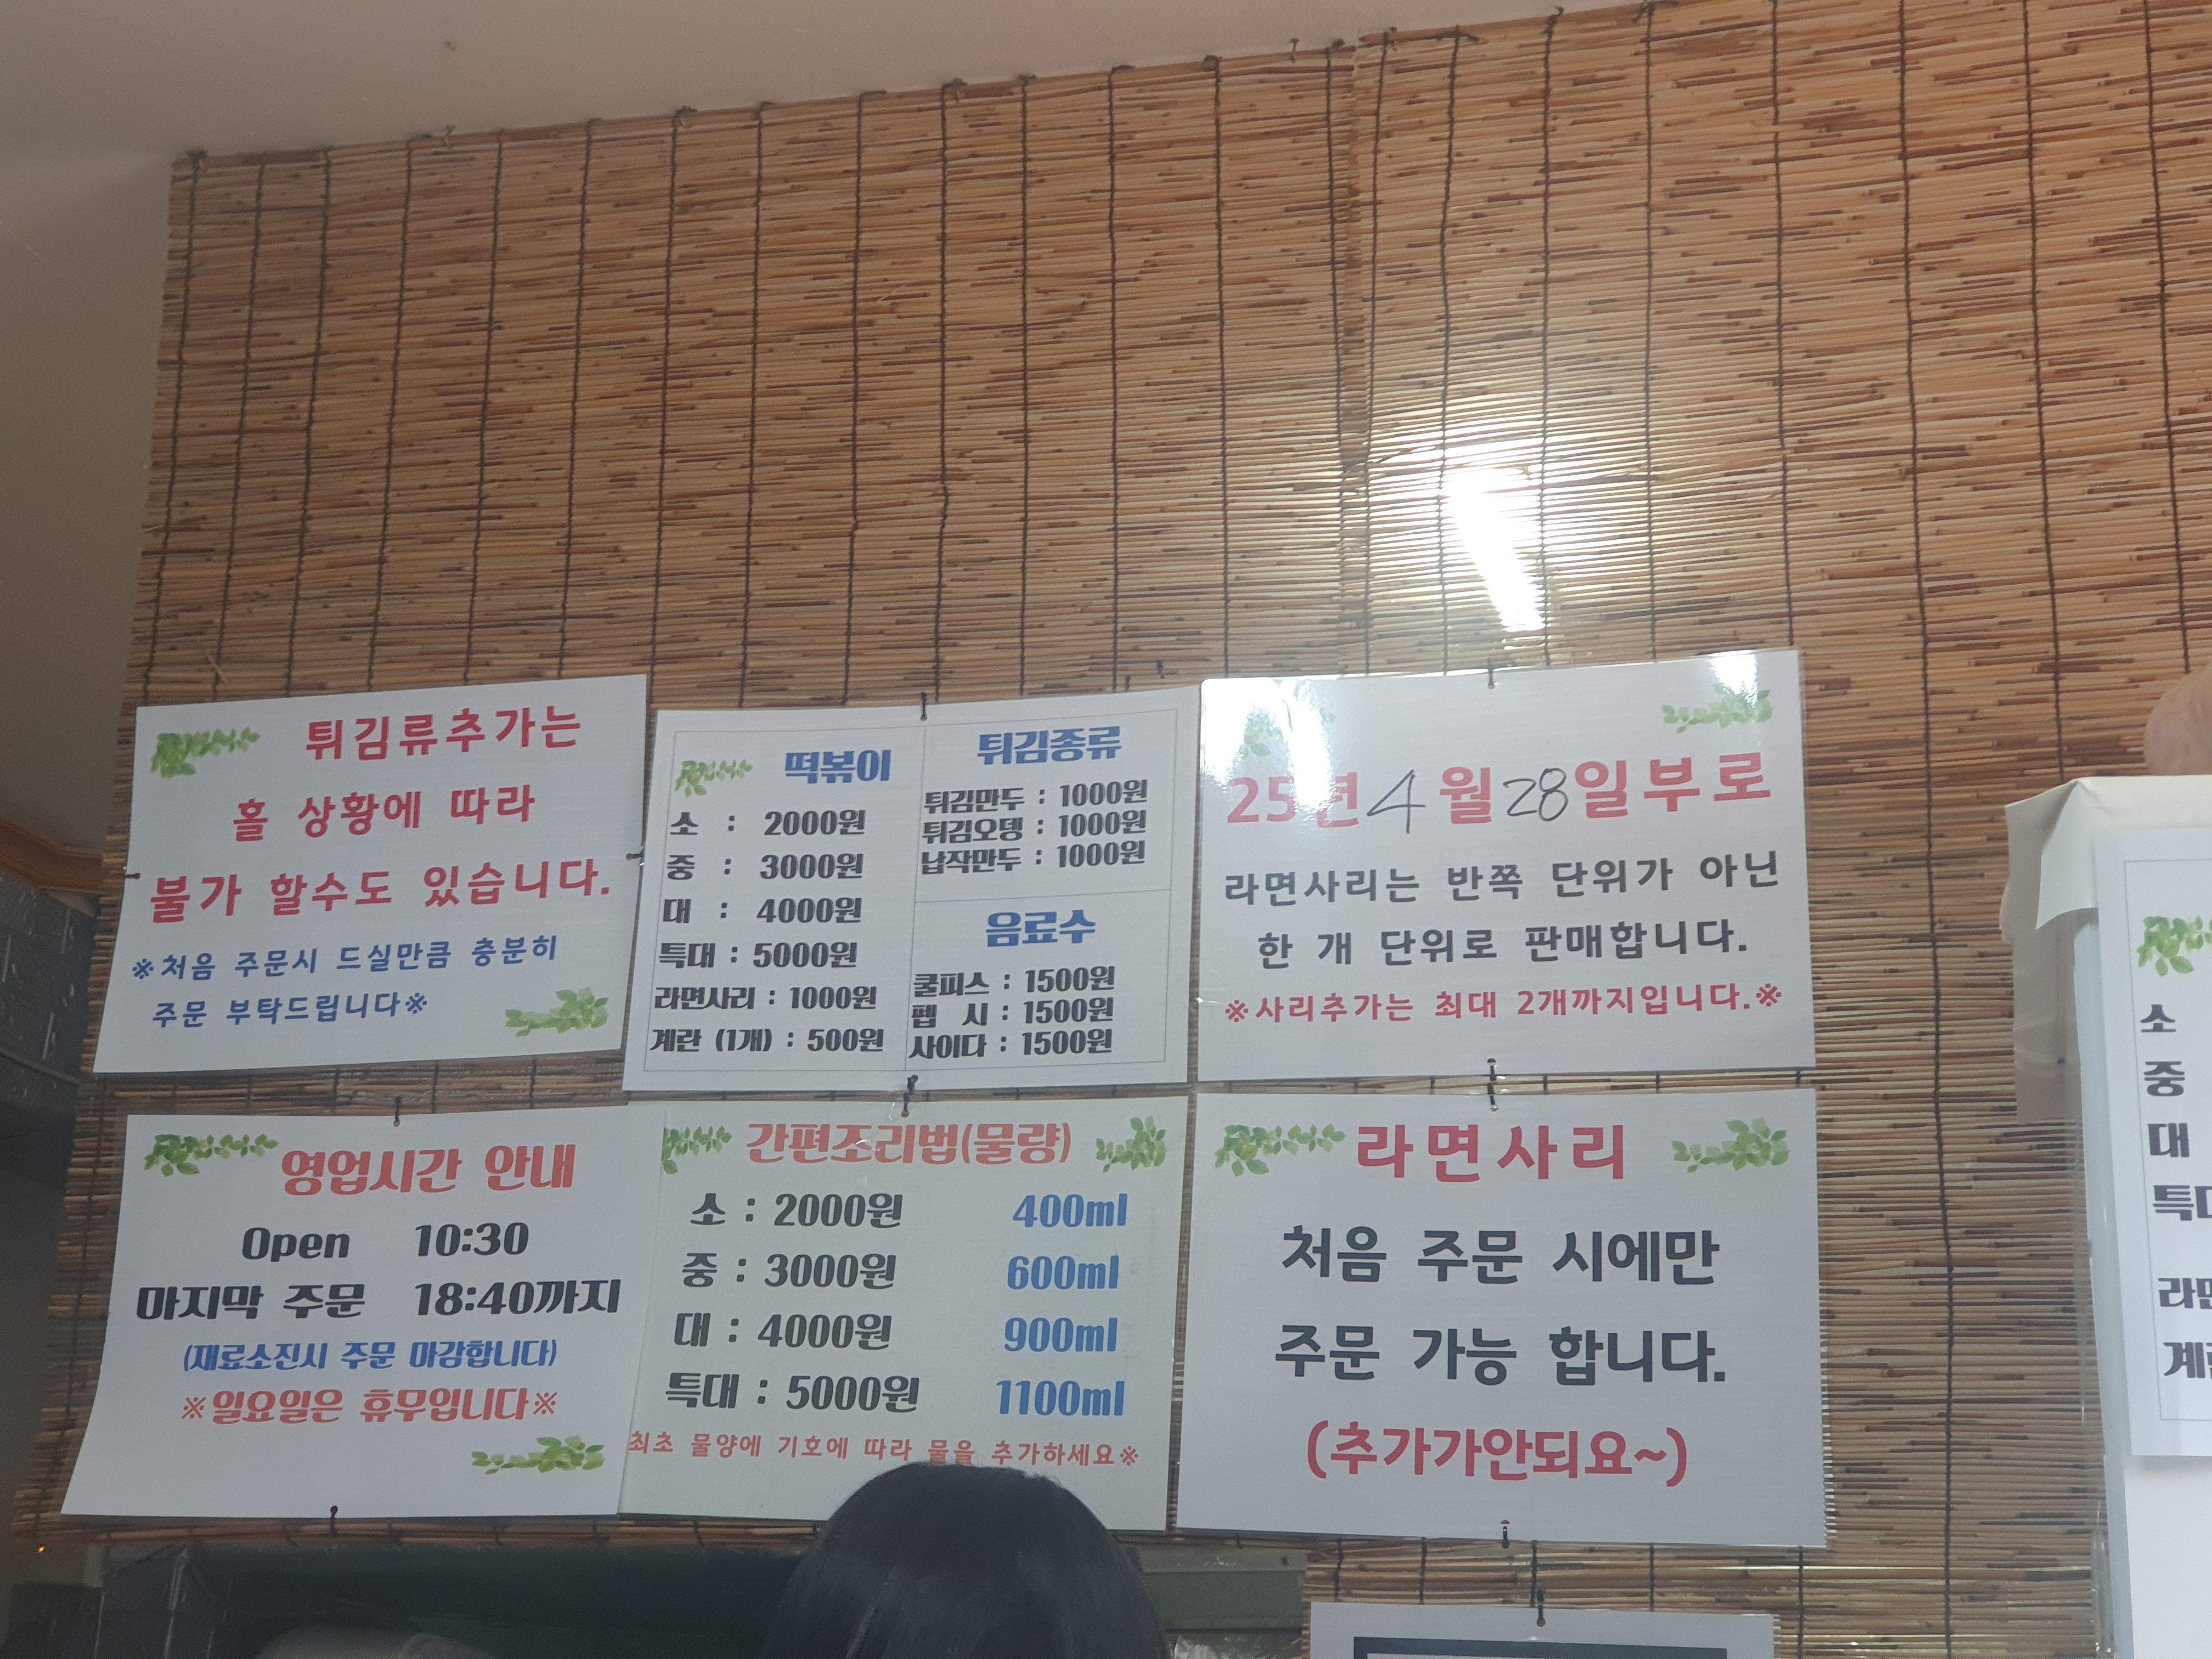 튀김류추가는
홀 상황에 따라
불가 할수도 있습니다.
※처음 주문시 드실만큼 충분히
주문 부탁드립니다※
떡볶이
소 : 2000원
중 : 3000원
대 : 4000원
특대 : 5000원
라면사리 : 1000원
계란 (1개) : 500원
튀김종류
튀김만두 : 1000원
튀김오뎅 : 1000원
납작만두 : 1000원
음료수
쿨피스 : 1500원
펩 시 : 1500원
사이다 : 1500원
25년 4월 28일부로
라면사리는 반쪽 단위가 아닌
한 개 단위로 판매합니다.
※사리추가는 최대 2개까지입니다.※
영업시간 안내
Open 10:30
마지막 주문 18:40까지
(재료소진시 주문 마강합니다)
※일요일은 휴무입니다※
간편조리법(물량)
소 : 2000원 400ml
중 : 3000원 600ml
대 : 4000원 900ml
특대 : 5000원 1100ml
최초 물양에 기호에 따라 물을 추가하세요※
라면사리
처음 주문 시에만
주문 가능 합니다.
(추가가안되요~)
소
중
대